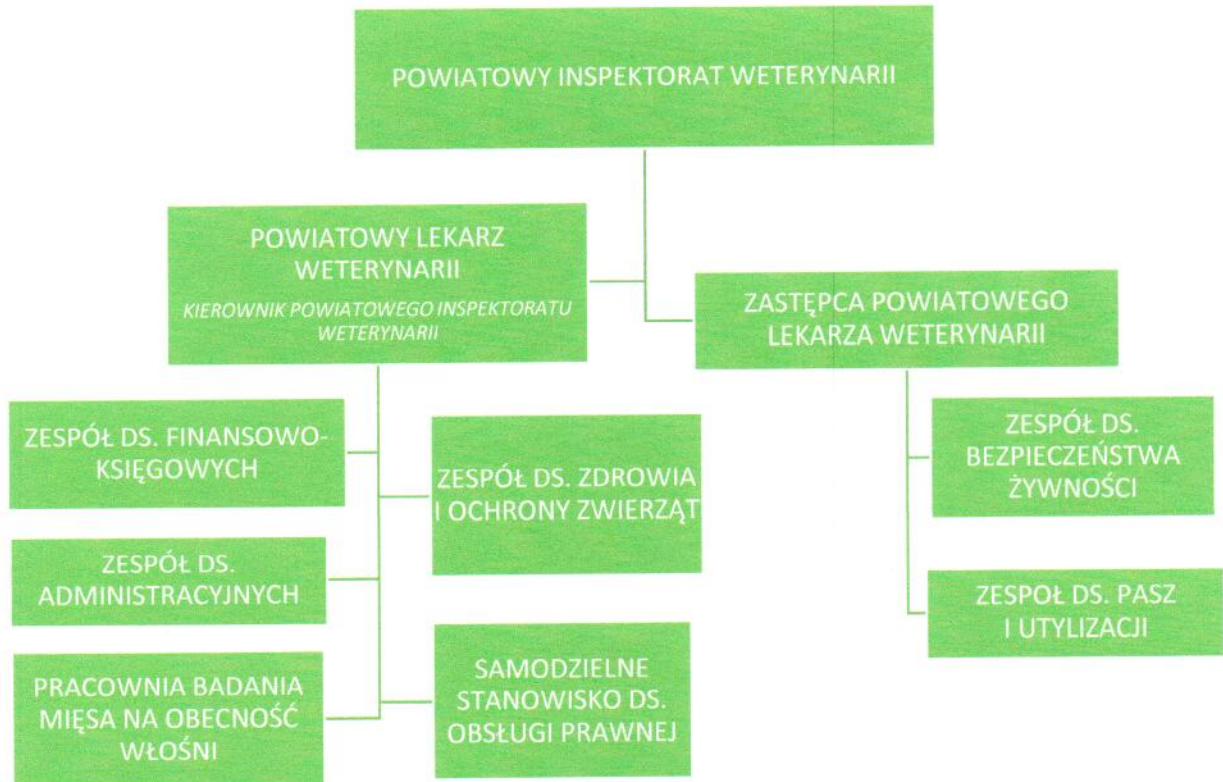 POWIATOWY INSPEKTORAT WETERYNARII
POWIATOWY LEKARZ
WETERYNARII
KIEROWNIK POWIATOWEGO INSPEKTORATU
WETERYNARII
ZASTĘPCA POWIATOWEGO
LEKARZA WETERYNARII
ZESPÓŁ DS. FINANSOWO-
KSIĘGOWYCH
ZESPÓŁ DS. ZDROWIA
I OCHRONY ZWIERZĄT
ZESPÓŁ DS.
BEZPIECZEŃSTWA
ŻYWNOŚCI
ZESPÓŁ DS.
ADMINISTRACYJNYCH
ZESPOŁ DS. PASZ
I UTYLIZACJI
PRACOWNIA BADANIA
MIĘSA NA OBECNOŚĆ
WŁOŚNI
SAMODZIELNE
STANOWISKO DS.
OBSŁUGI PRAWNEJ